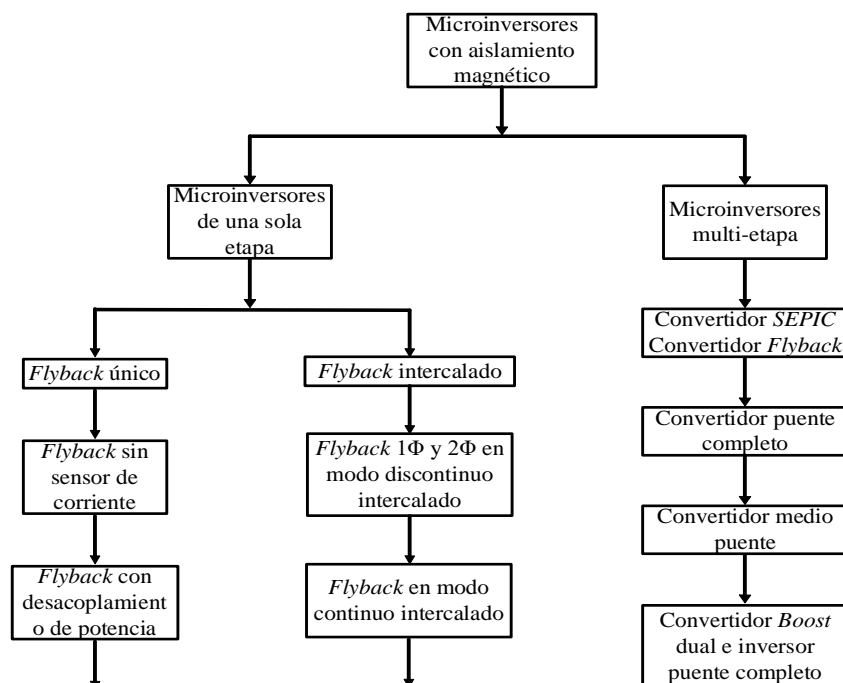 Microinversores
con aislamiento
magnético
Microinversores
de una sola
etapa
Microinversores
multi-etapa
Flyback único
Flyback intercalado
Convertidor SEPIC
Convertidor Flyback
Flyback sin
sensor de
corriente
Flyback 1Φ y 2Φ en
modo discontinuo
intercalado
Convertidor puente
completo
Convertidor medio
puente
Flyback con
desacoplamient
o de potencia
Flyback en modo
continuo intercalado
Convertidor Boost
dual e inversor
puente completo